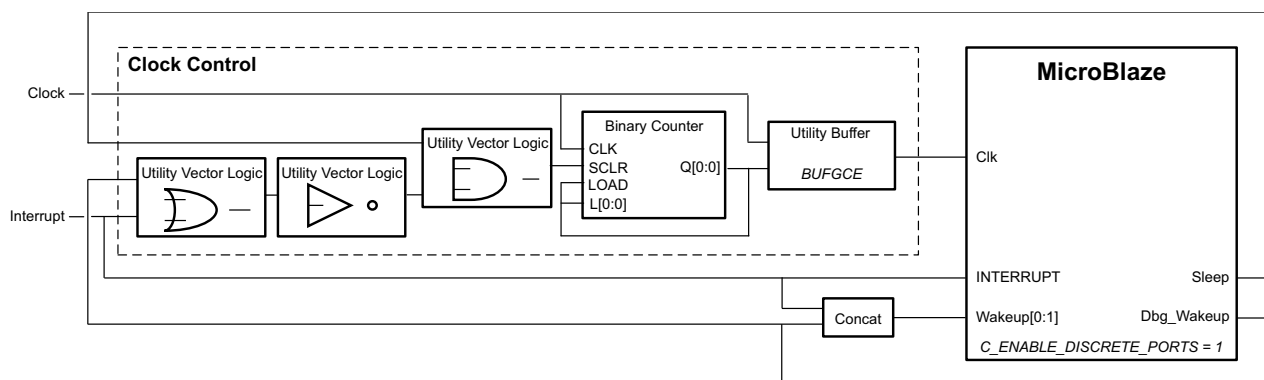 Clock Control
MicroBlaze
Clock
Binary Counter
Utility Buffer
Utility Vector Logic
CLK
SCLR
Q[0:0]
Clk
Utility Vector Logic
Utility Vector Logic
LOAD
BUFGCE
L[0:0]
Interrupt
INTERRUPT
Sleep
Concat
Wakeup[0:1]
Dbg_Wakeup
C_ENABLE_DISCRETE_PORTS = 1